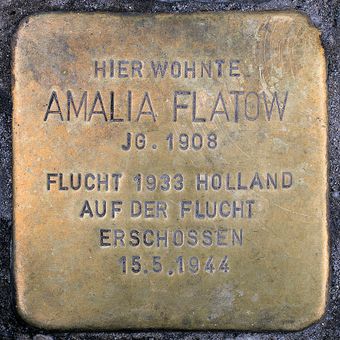 HIER WOHNTE
AMALIA FLATOW
JG. 1908
FLUCHT 1933 HOLLAND
AUF DER FLUCHT
ERSCHOSSEN
15.5.1944